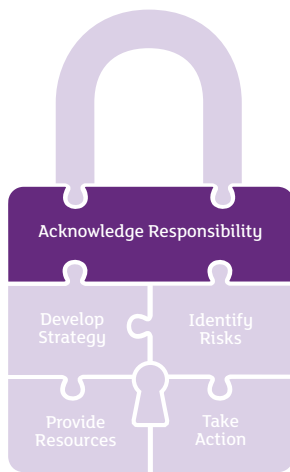 Acknowledge Responsibility
Develop
Strategy
Identify
Risks
Provide
Resources
Take
Action